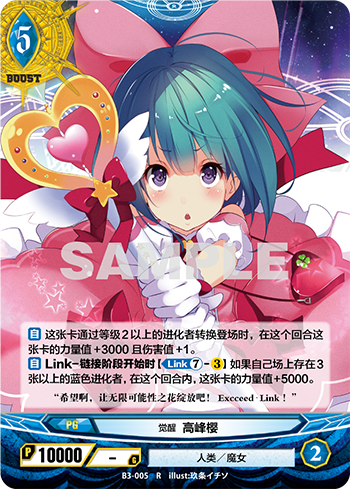 5
BOOST
SAMPLE
自 这张卡通过等级2以上的进化者转换登场时，在这个回合这
张卡的力量值+3000且伤害值+1。
自 Link-链接阶段开始时【Link 7 - 3】如果自己场上存在3
张以上的蓝色进化者，在这个回合内，这张卡的力量值+5000。
“希望啊，让无限可能性之花绽放吧！ Excceed·Link！”
PG
觉醒 高峰樱
P 10000 - G
人类／魔女
2
B3-005 R illust:玖条イチソ